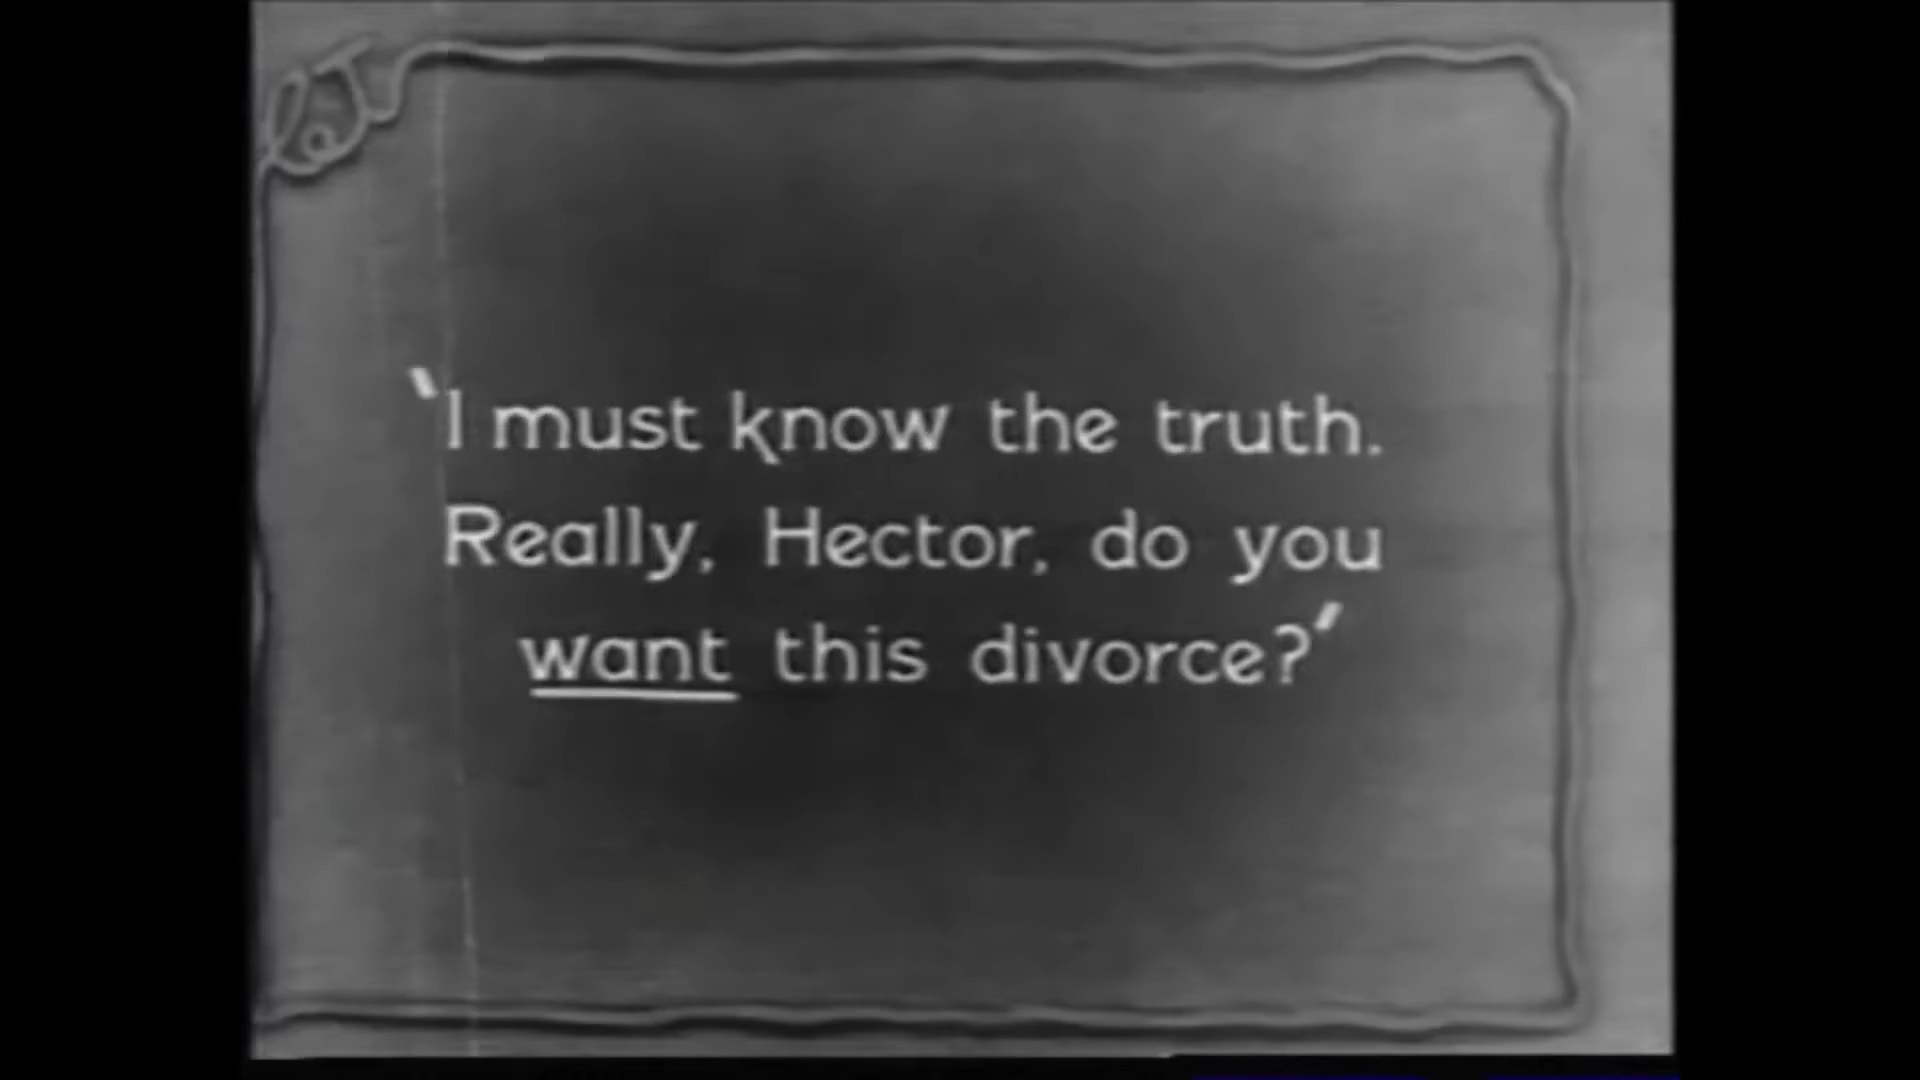 'I must know the truth.
Really, Hector, do you
want this divorce?'